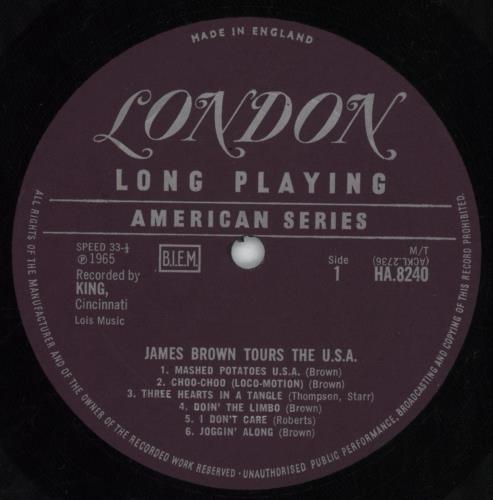 MADE IN ENGLAND
LONDON
LONG PLAYING
AMERICAN SERIES
SPEED 33-⅓
℗ 1965
Recorded by
KING,
Cincinnati
Lois Music
B.I.E.M.
Side
1
M/T
(ACKL.2736)
HA.8240
JAMES BROWN TOURS THE U.S.A.
1. MASHED POTATOES U.S.A. (Brown)
2. CHOO-CHOO (LOCO-MOTION) (Brown)
3. THREE HEARTS IN A TANGLE (Thompson, Starr)
4. DOIN' THE LIMBO (Brown)
5. I DON'T CARE (Roberts)
6. JOGGIN' ALONG (Brown)
ALL RIGHTS OF THE MANUFACTURER AND OF THE OWNER OF THE RECORDED WORK RESERVED · UNAUTHORISED PUBLIC PERFORMANCE, BROADCASTING AND COPYING OF THIS RECORD PROHIBITED.